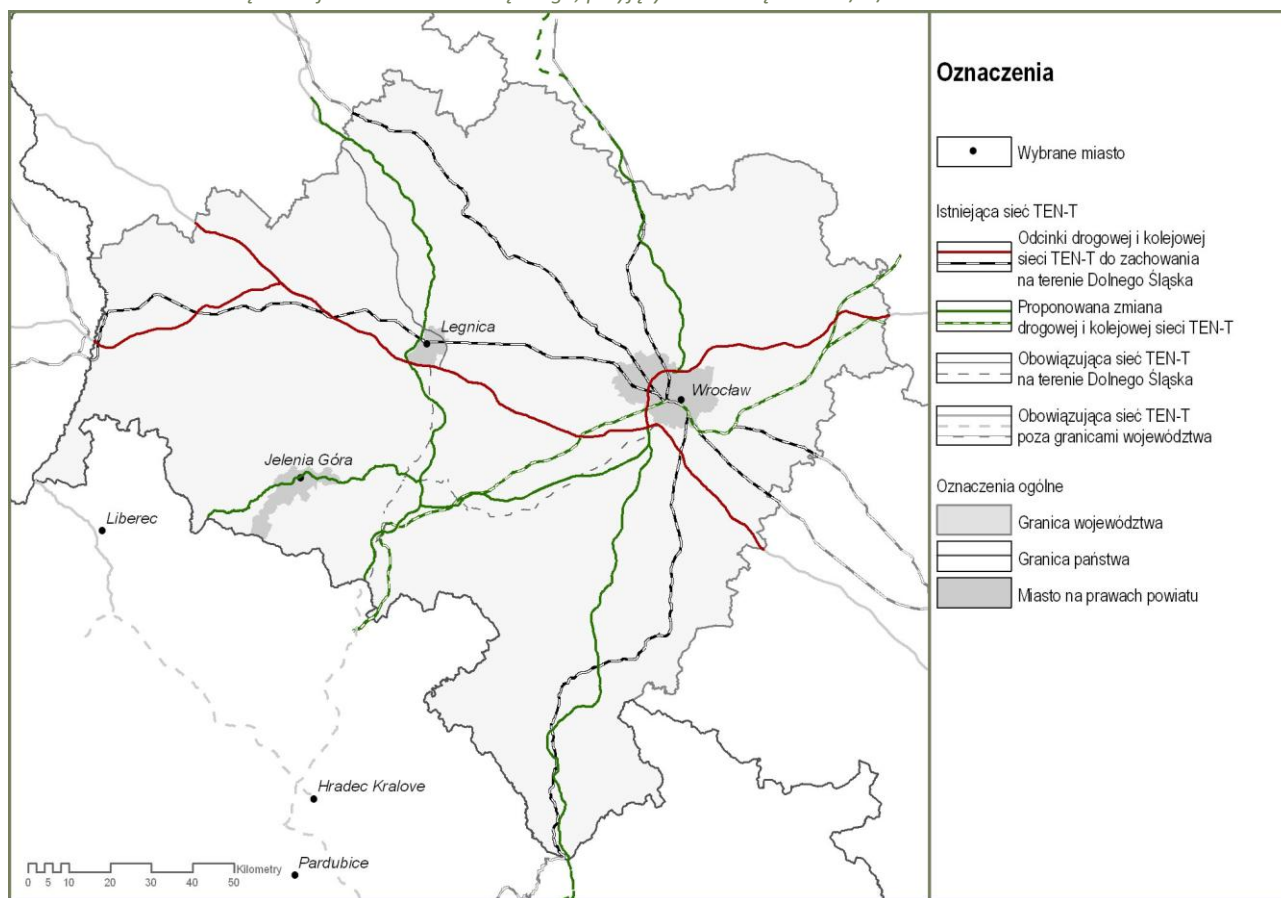 Oznaczenia
Wybrane miasto
Istniejąca sieć TEN-T
Odcinki drogowej i kolejowej
sieci TEN-T do zachowania
na terenie Dolnego Śląska
Proponowana zmiana
drogowej i kolejowej sieci TEN-T
Obowiązująca sieć TEN-T
na terenie Dolnego Śląska
Obowiązująca sieć TEN-T
poza granicami województwa
Oznaczenia ogólne
Granica województwa
Granica państwa
Miasto na prawach powiatu
Legnica
Wrocław
Jelenia Góra
Liberec
Hradec Kralove
Pardubice
Kilometry
0 5 10 20 30 40 50